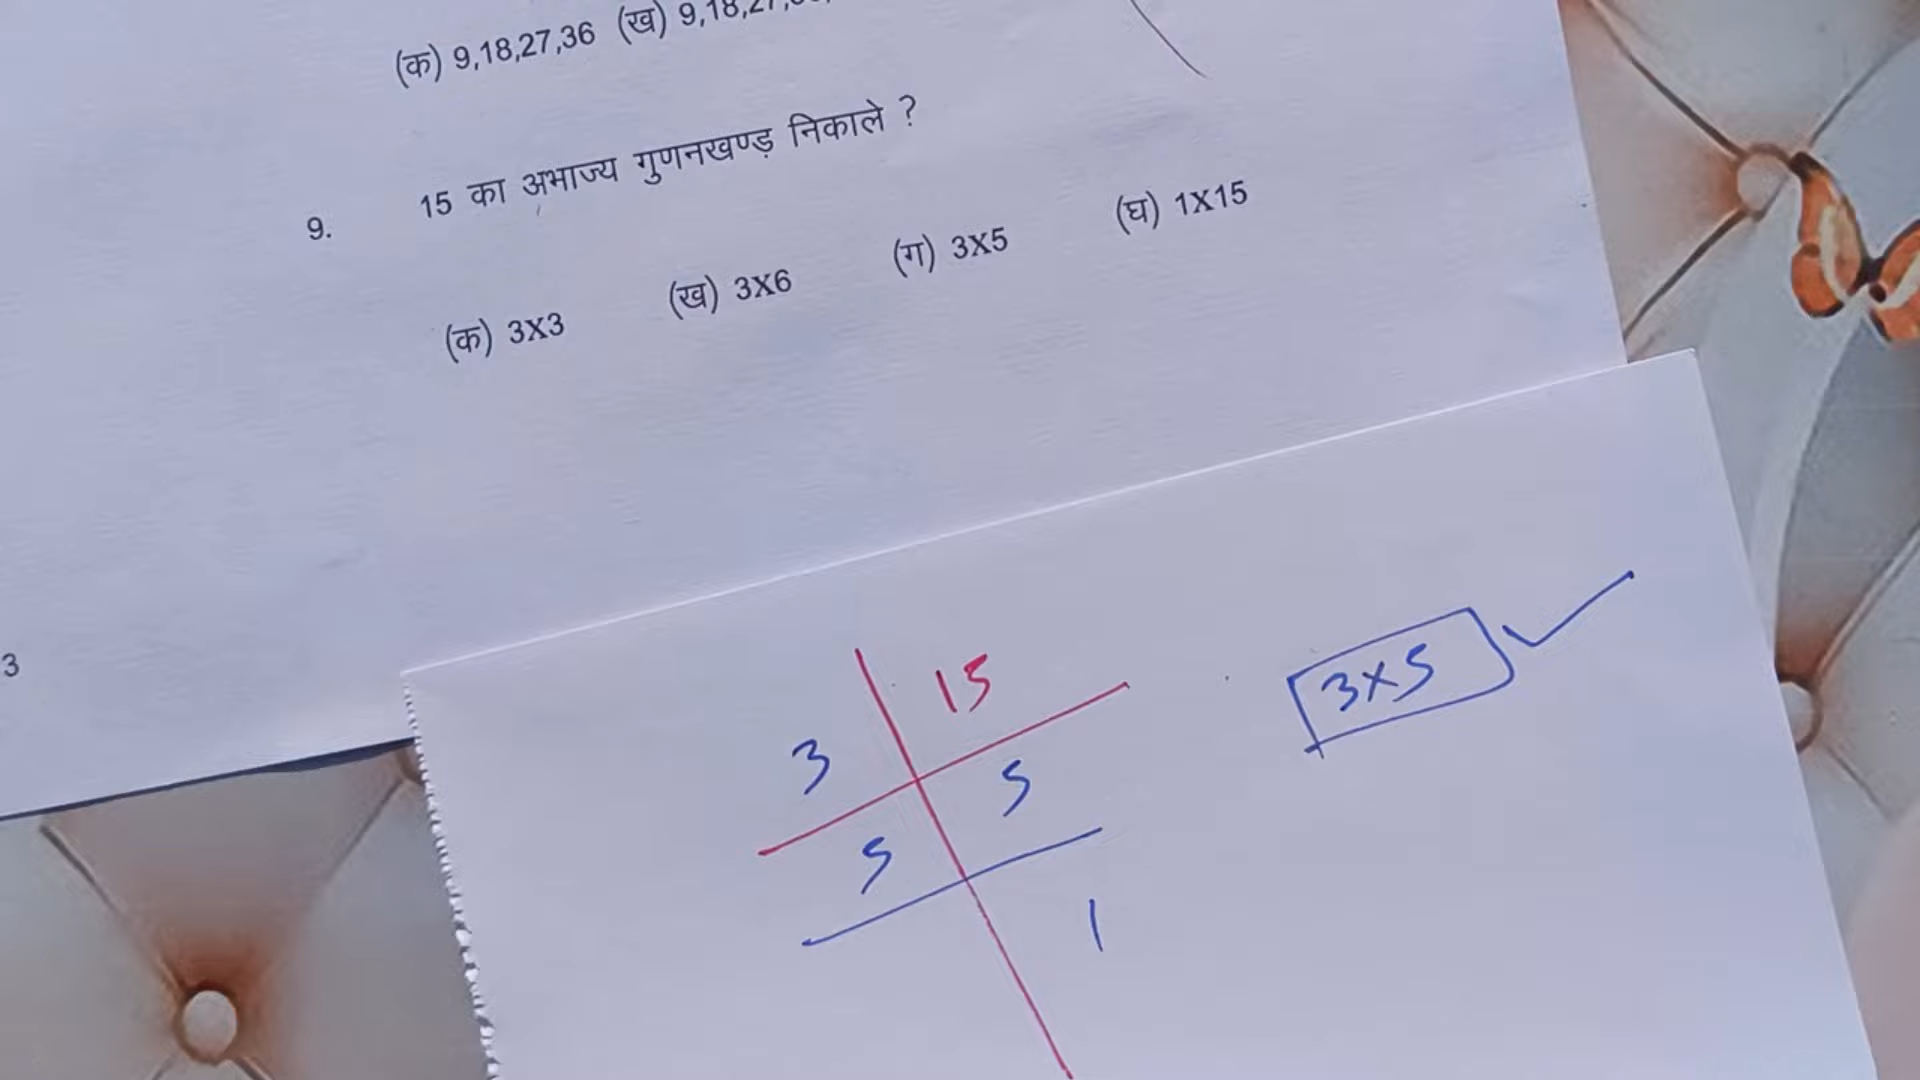 (क) 9,18,27,36 (ख) 9,18,27,
9. 15 का अभाज्य गुणनखण्ड़ निकाले ?
(क) 3X3 (ख) 3X6 (ग) 3X5 (घ) 1X15
3
3 15
5 5
1
3×5